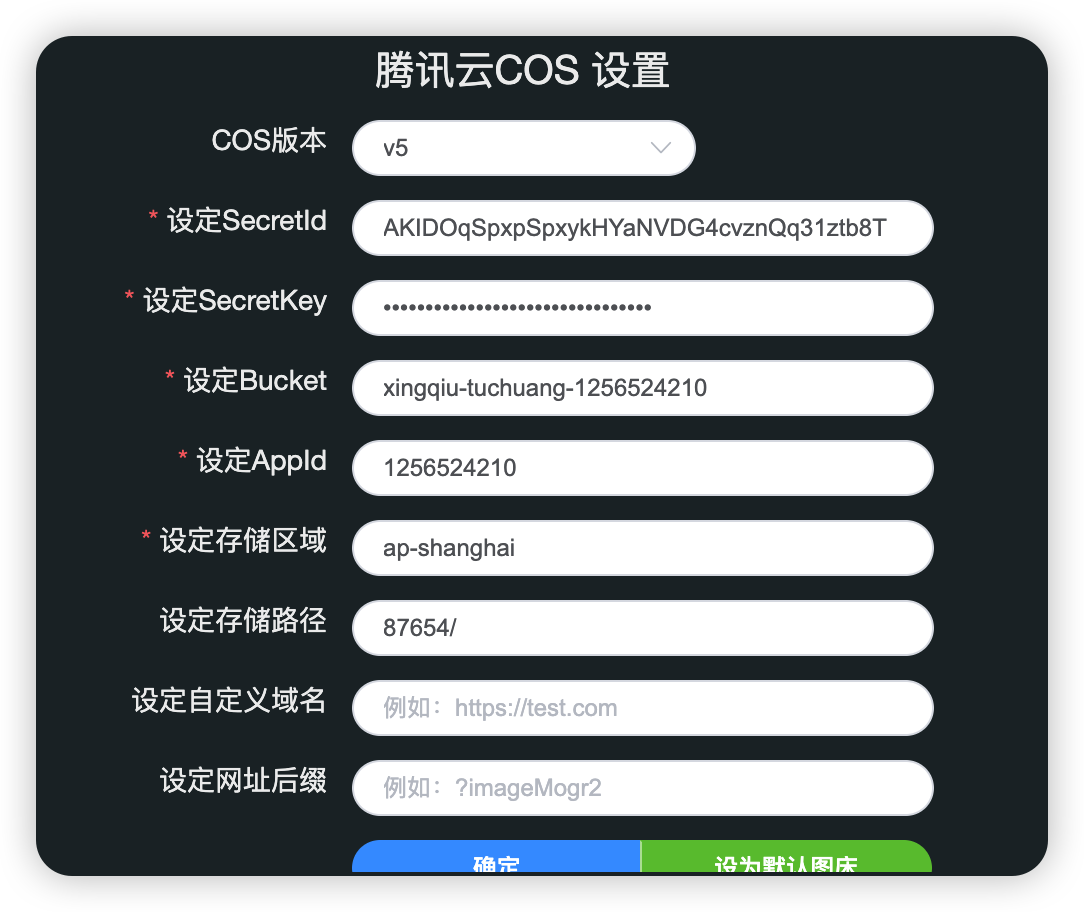 腾讯云COS 设置
COS版本 v5
* 设定SecretId AKIDOqSpxpSpxykHYaNVDG4cvznQq31ztb8T
* 设定SecretKey ••••••••••••••••••••••••••••••••
* 设定Bucket xingqiu-tuchuang-1256524210
* 设定AppId 1256524210
* 设定存储区域 ap-shanghai
设定存储路径 87654/
设定自定义域名 例如：https://test.com
设定网址后缀 例如：?imageMogr2
确定 设为默认图床